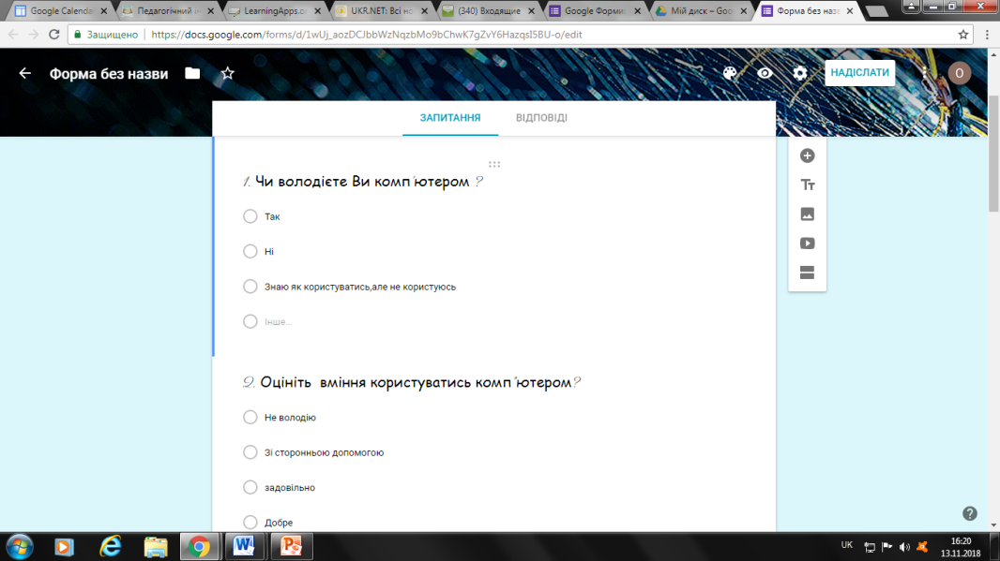 Google Calenda
Педагогічний і
LearningApps.o
UKR.NET: Всі но
(340) Входящие
Google Формы
Мій диск – Goo
Форма без назв
Защищено
https://docs.google.com/forms/d/1wUj_aozDCJbbWzNqzbMo9bChwK7gZvY6HazqsI5BU-o/edit
Форма без назви
НАДІСЛАТИ
О
ЗАПИТАННЯ
ВІДПОВІДІ
1. Чи володієте Ви комп'ютером ?
Так
Ні
Знаю як користуватись,але не користуюсь
Інше...
2. Оцініть вміння користуватись комп"ютером?
Не володію
Зі сторонньою допомогою
задовільно
Добре
UK
16:20
13.11.2018